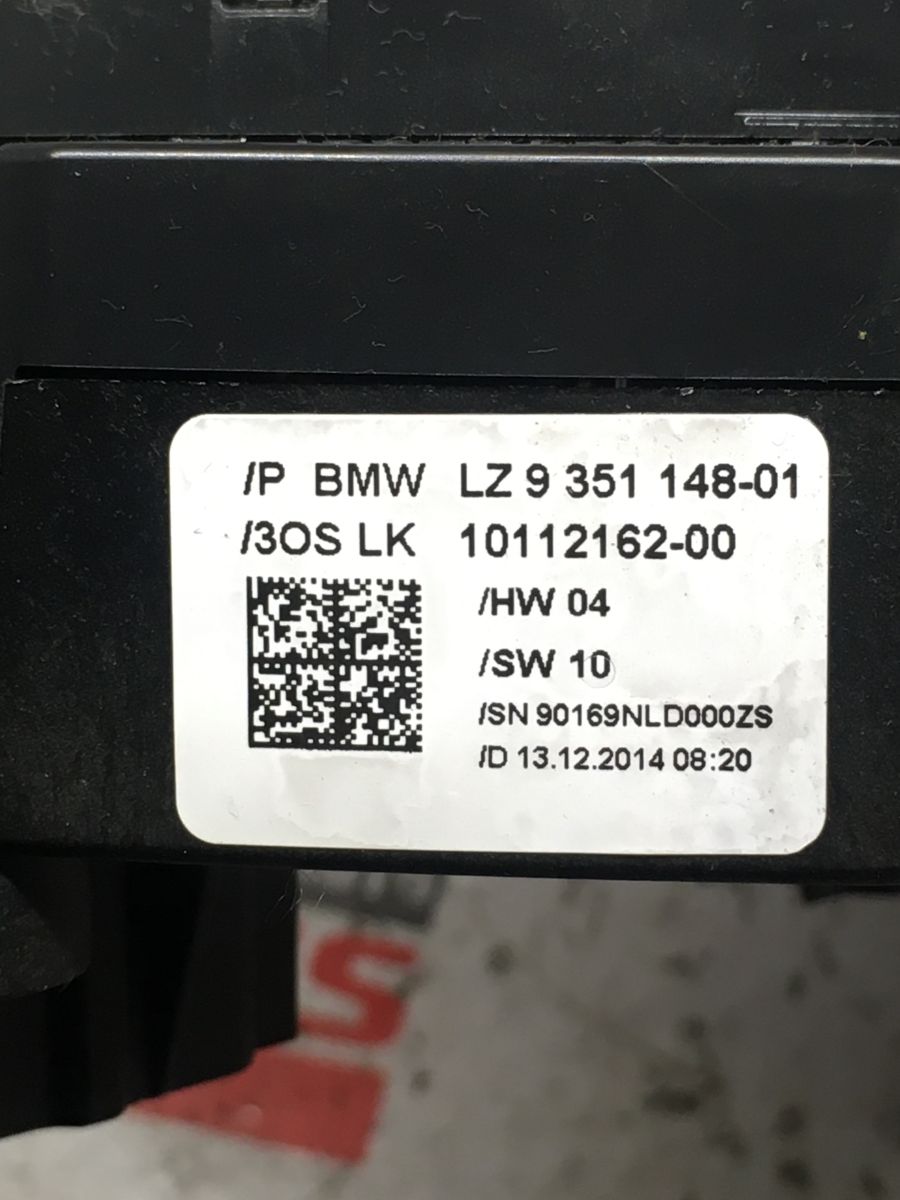 /P BMW LZ 9 351 148-01
/3OS LK 10112162-00
/HW 04
/SW 10
/SN 90169NLD000ZS
/D 13.12.2014 08:20
S